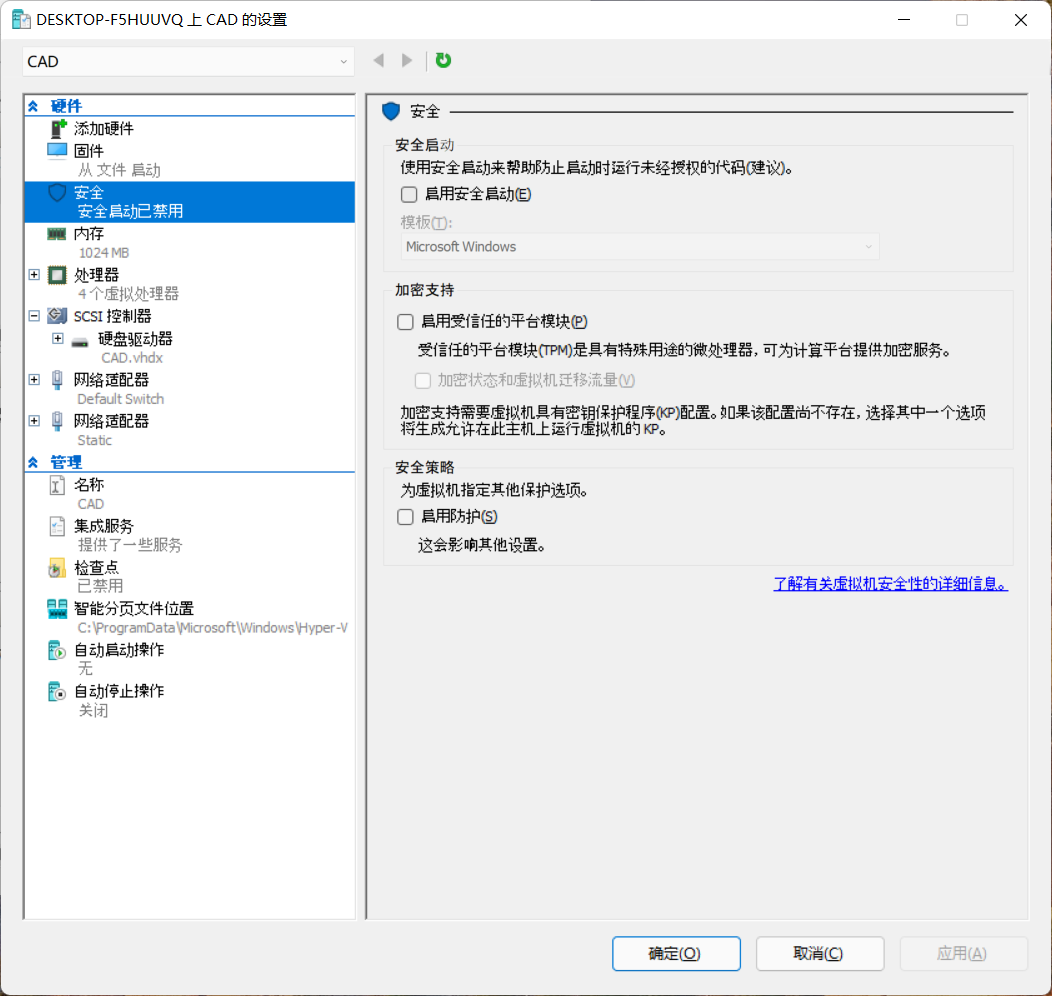 DESKTOP-F5HUUVQ 上 CAD 的设置
CAD
硬件
添加硬件
固件
从 文件 启动
安全
安全启动已禁用
内存
1024 MB
处理器
4 个虚拟处理器
SCSI 控制器
硬盘驱动器
CAD.vhdx
网络适配器
Default Switch
网络适配器
Static
管理
名称
CAD
集成服务
提供了一些服务
检查点
已禁用
智能分页文件位置
C:\ProgramData\Microsoft\Windows\Hyper-V
自动启动操作
无
自动停止操作
关闭
安全
安全启动
使用安全启动来帮助防止启动时运行未经授权的代码(建议)。
启用安全启动(E)
模板(T):
Microsoft Windows
加密支持
启用受信任的平台模块(P)
受信任的平台模块(TPM)是具有特殊用途的微处理器，可为计算平台提供加密服务。
加密状态和虚拟机迁移流量(V)
加密支持需要虚拟机具有密钥保护程序(KP)配置。如果该配置尚不存在，选择其中一个选项
将生成允许在此主机上运行虚拟机的 KP。
安全策略
为虚拟机指定其他保护选项。
启用防护(S)
这会影响其他设置。
了解有关虚拟机安全性的详细信息。
确定(O)
取消(C)
应用(A)